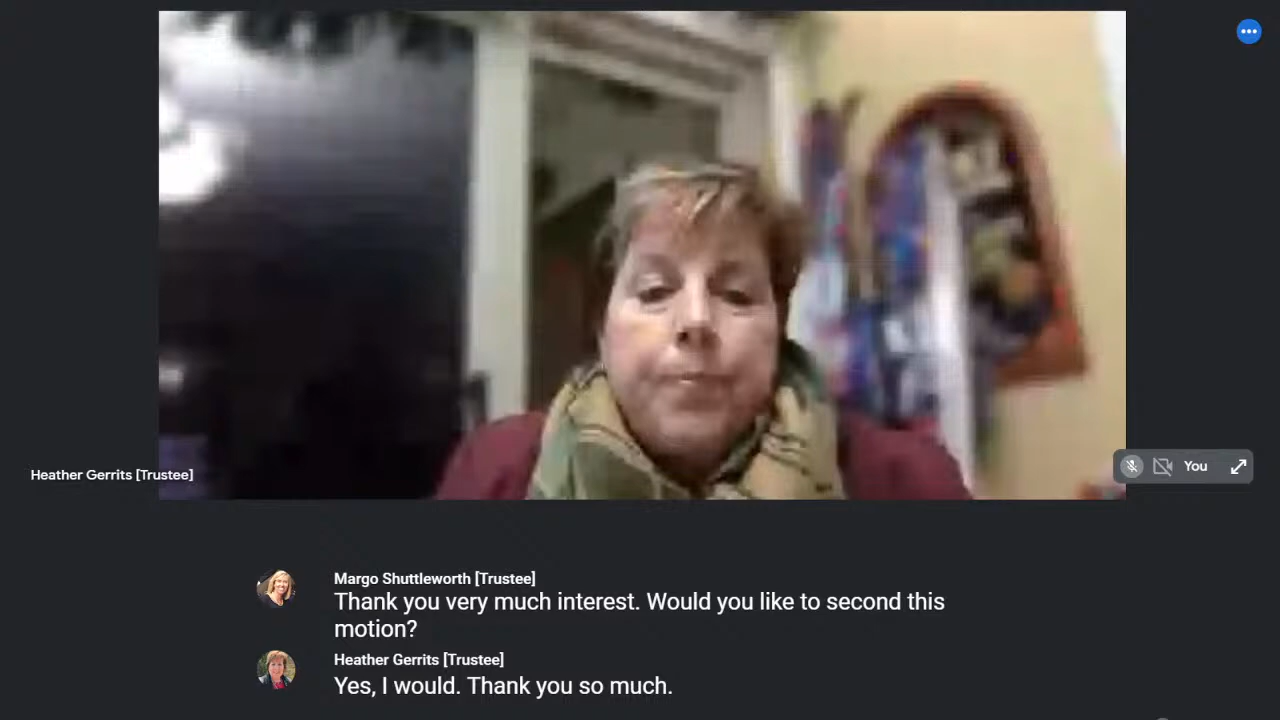 Heather Gerrits [Trustee]
You
Margo Shuttleworth [Trustee]
Thank you very much interest. Would you like to second this
motion?
Heather Gerrits [Trustee]
Yes, I would. Thank you so much.